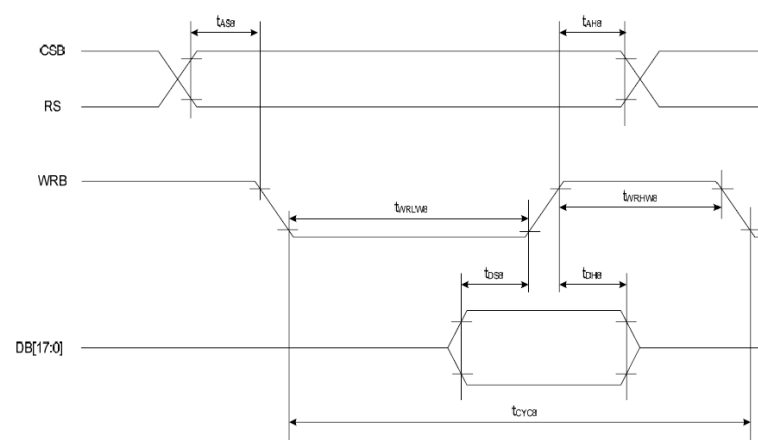 tAS8 tAH8
CSB
RS
WRB
tWRLW8 tWRHW8
tDS8 tDH8
DB[17:0]
tCYC8